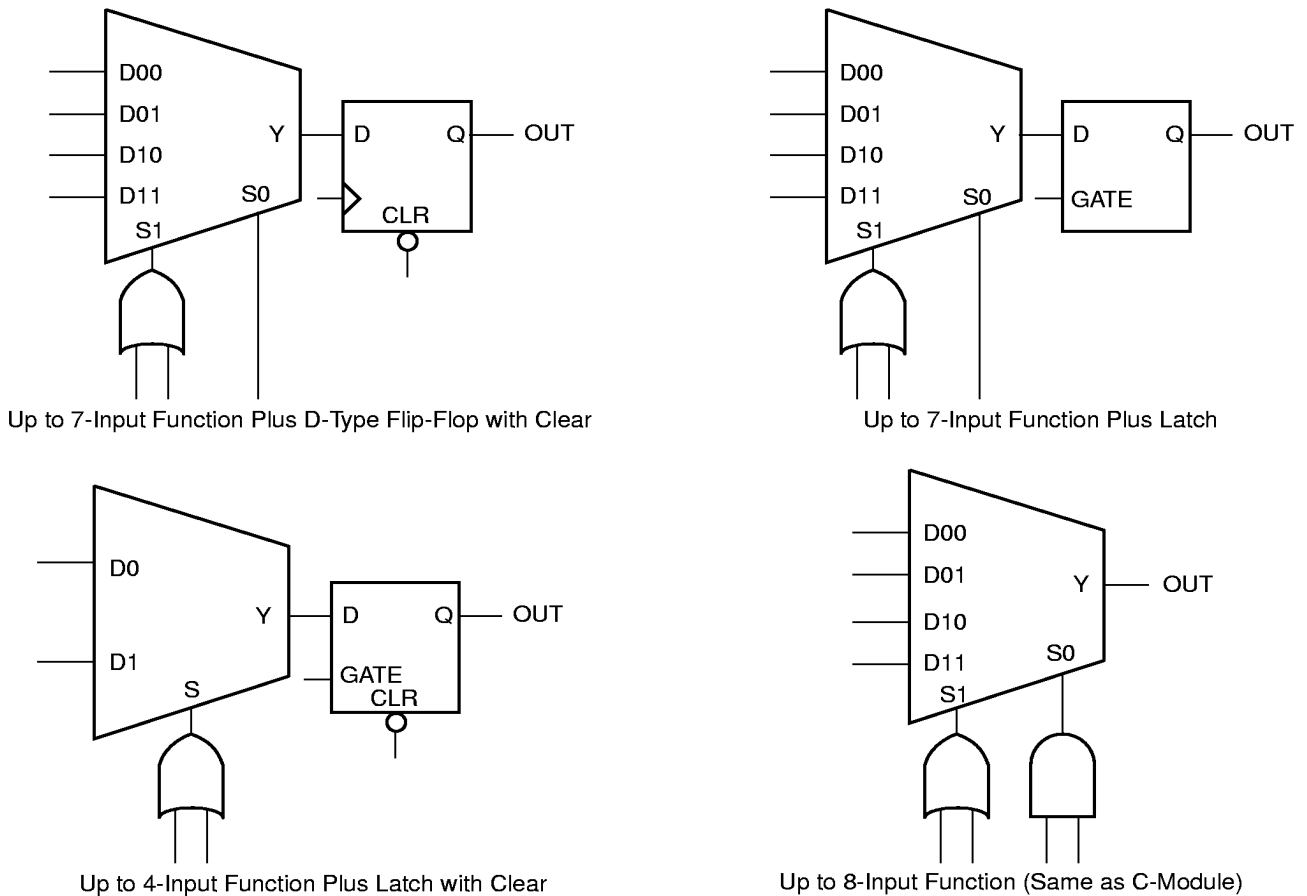 D00
D01
D10
D11
Y
S0
S1
D
Q
CLR
OUT
Up to 7-Input Function Plus D-Type Flip-Flop with Clear
D00
D01
D10
D11
Y
S0
S1
D
Q
GATE
OUT
Up to 7-Input Function Plus Latch
D0
D1
Y
S
D
Q
GATE
CLR
OUT
Up to 4-Input Function Plus Latch with Clear
D00
D01
D10
D11
Y
S0
S1
OUT
Up to 8-Input Function (Same as C-Module)